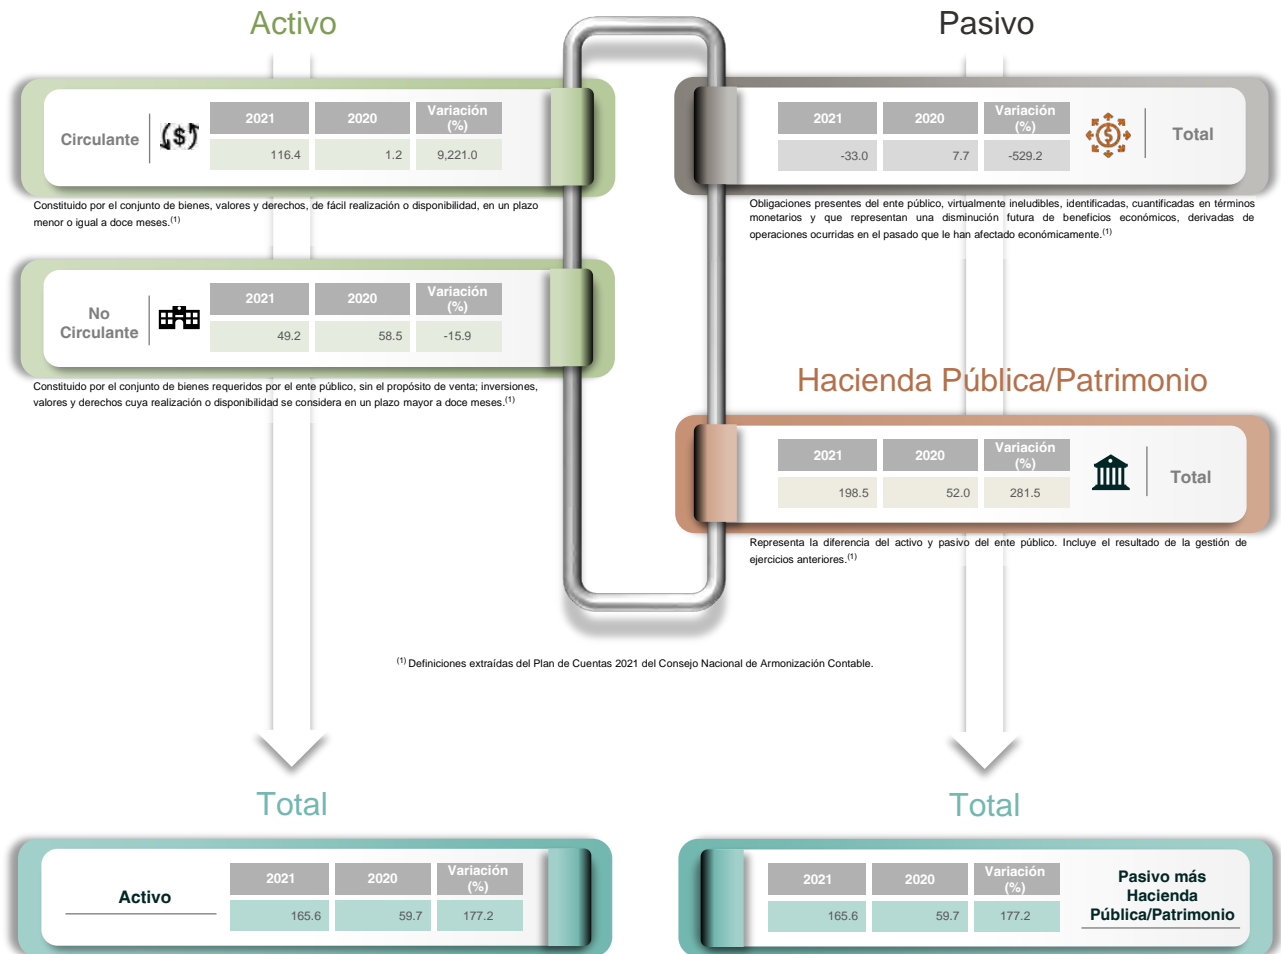 Activo
Circulante
2021 2020 Variación (%)
116.4 1.2 9,221.0
Constituido por el conjunto de bienes, valores y derechos, de fácil realización o disponibilidad, en un plazo
menor o igual a doce meses.(1)
No
Circulante
2021 2020 Variación (%)
49.2 58.5 -15.9
Constituido por el conjunto de bienes requeridos por el ente público, sin el propósito de venta; inversiones,
valores y derechos cuya realización o disponibilidad se considera en un plazo mayor a doce meses.(1)
Pasivo
2021 2020 Variación (%)
-33.0 7.7 -529.2
Total
Obligaciones presentes del ente público, virtualmente ineludibles, identificadas, cuantificadas en términos
monetarios y que representan una disminución futura de beneficios económicos, derivadas de
operaciones ocurridas en el pasado que le han afectado económicamente.(1)
Hacienda Pública/Patrimonio
2021 2020 Variación (%)
198.5 52.0 281.5
Total
Representa la diferencia del activo y pasivo del ente público. Incluye el resultado de la gestión de
ejercicios anteriores.(1)
(1) Definiciones extraídas del Plan de Cuentas 2021 del Consejo Nacional de Armonización Contable.
Total
Activo
2021 2020 Variación (%)
165.6 59.7 177.2
Total
2021 2020 Variación (%)
165.6 59.7 177.2
Pasivo más
Hacienda
Pública/Patrimonio